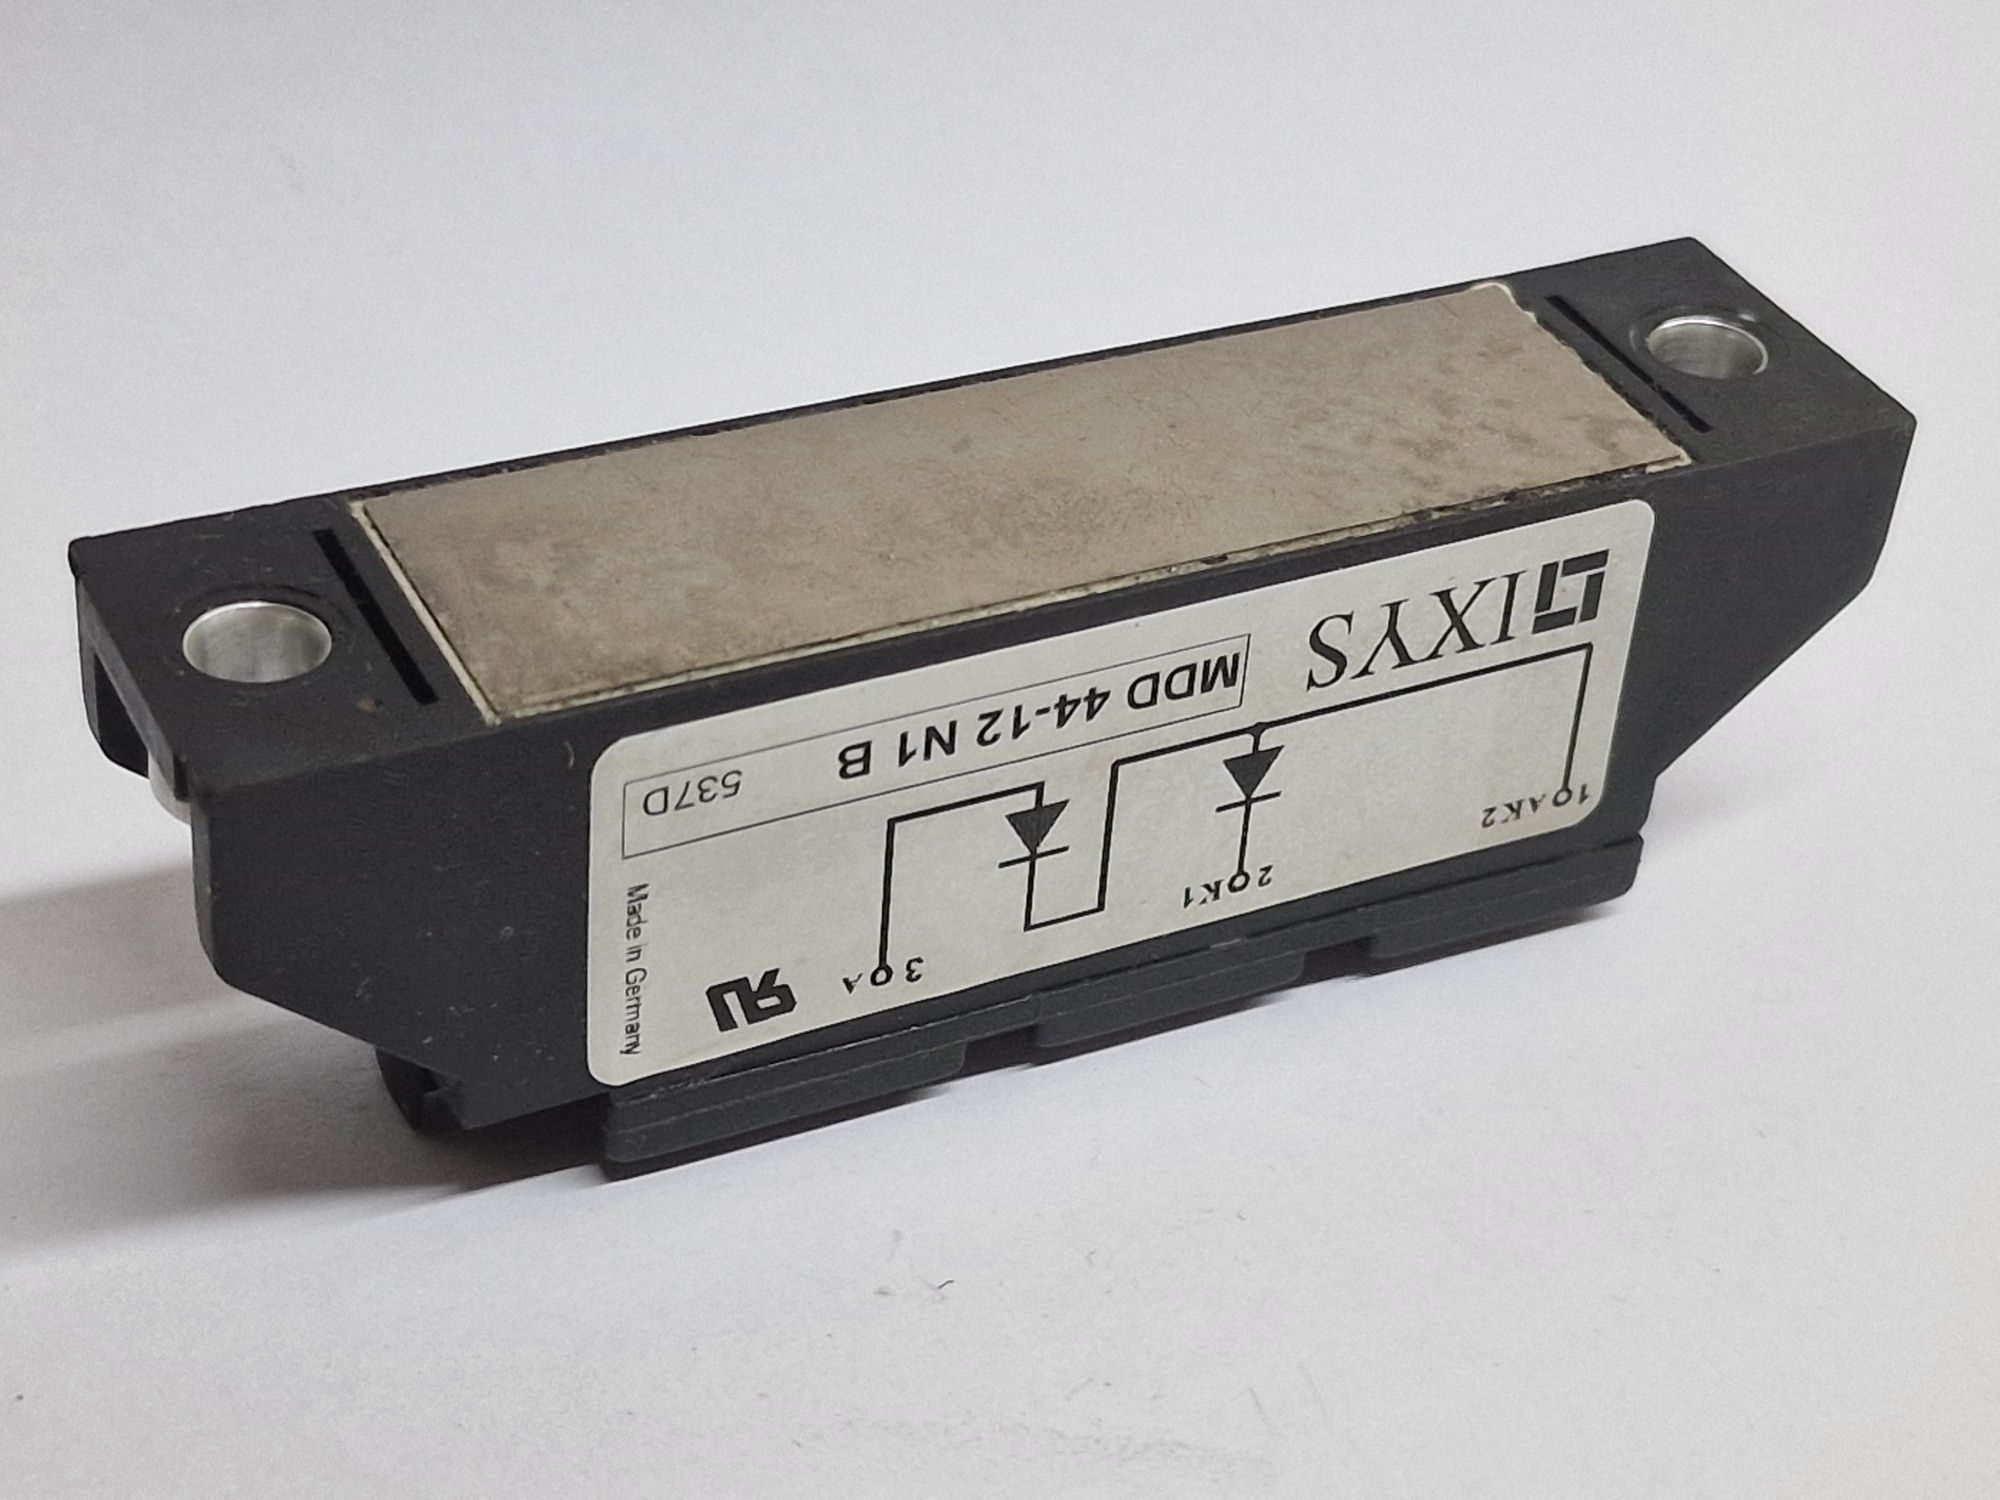 IXYS
MDD 44-12 N1 B 537D
1 AK2
2 K1
3 A
Made in Germany